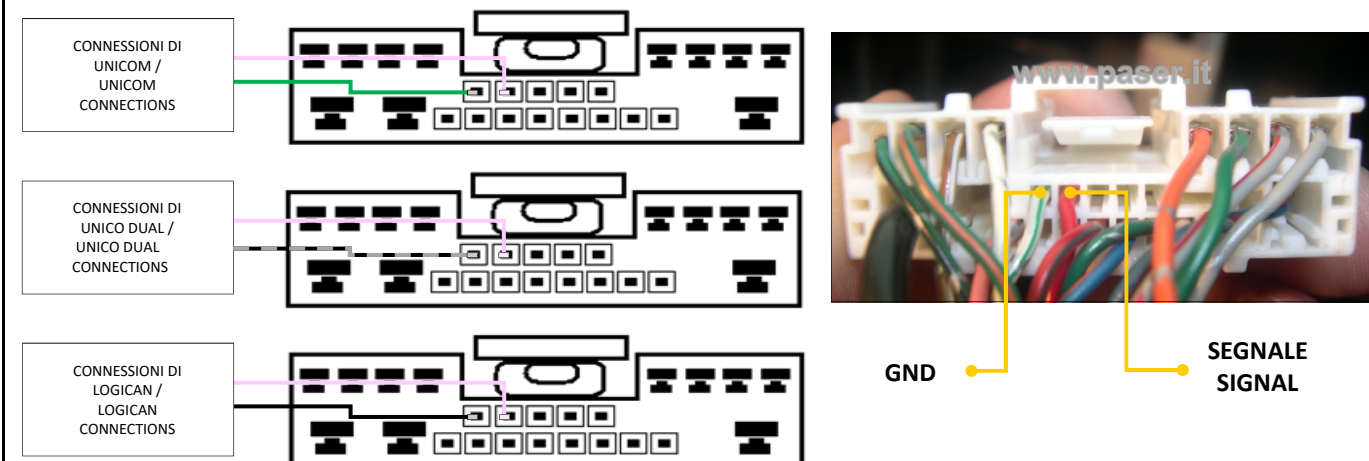 CONNESSIONI DI
UNICOM /
UNICOM
CONNECTIONS
www.paser.it
CONNESSIONI DI
UNICO DUAL /
UNICO DUAL
CONNECTIONS
GND
SEGNALE
SIGNAL
CONNESSIONI DI
LOGICAN /
LOGICAN
CONNECTIONS